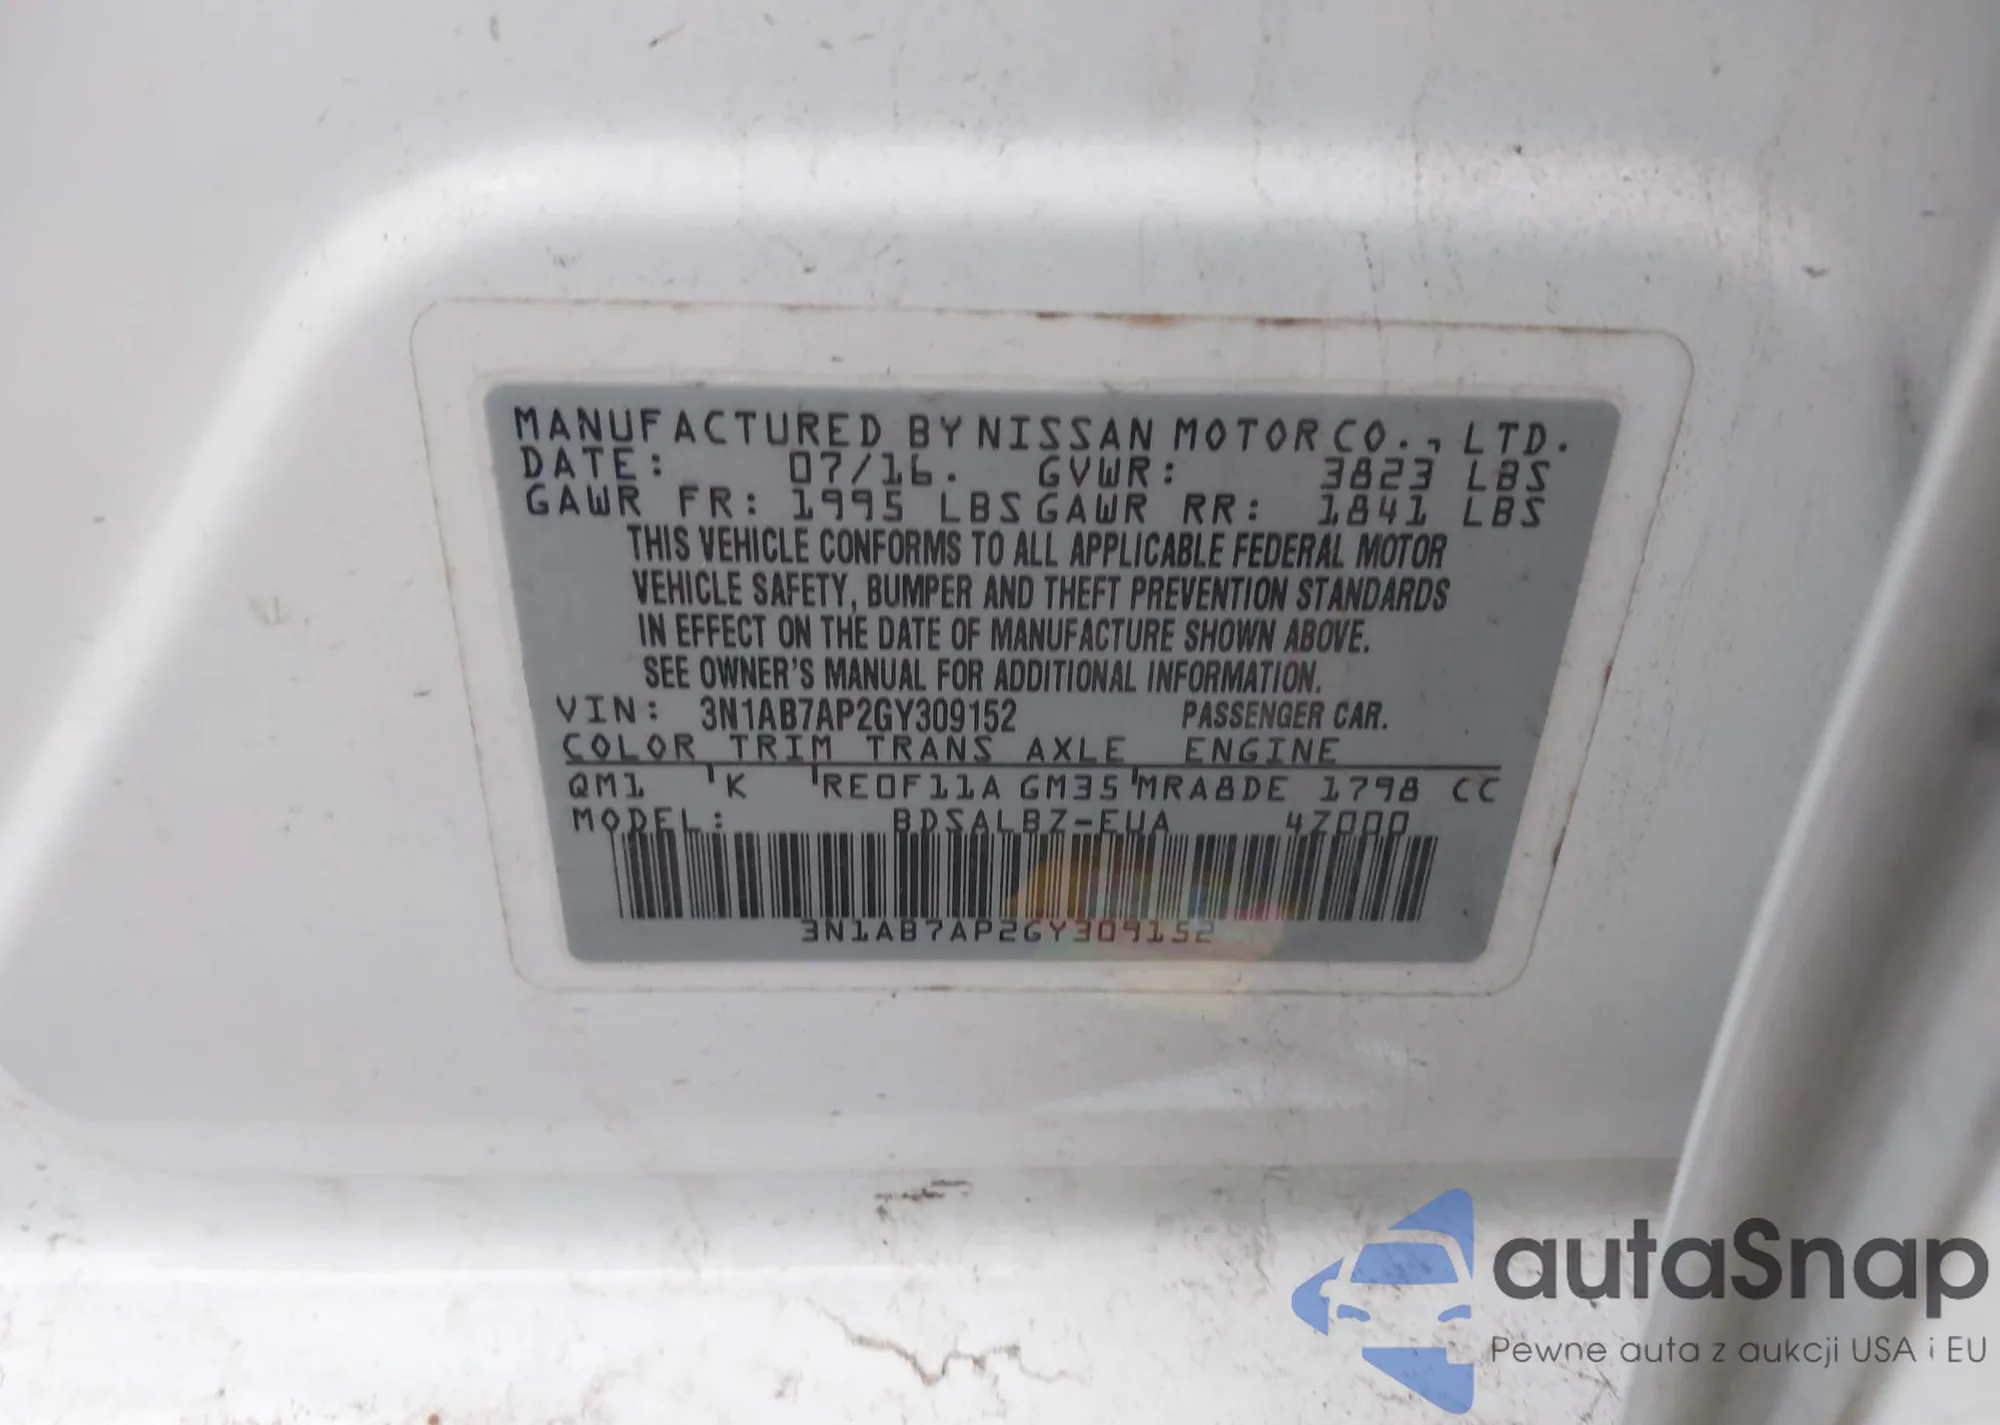 MANUFACTURED BY NISSAN MOTOR CO., LTD.
DATE: 07/16. GVWR: 3823 LBS
GAWR FR: 1995 LBS GAWR RR: 1841 LBS
THIS VEHICLE CONFORMS TO ALL APPLICABLE FEDERAL MOTOR
VEHICLE SAFETY, BUMPER AND THEFT PREVENTION STANDARDS
IN EFFECT ON THE DATE OF MANUFACTURE SHOWN ABOVE.
SEE OWNER'S MANUAL FOR ADDITIONAL INFORMATION.
VIN: 3N1AB7AP2GY309152 PASSENGER CAR.
COLOR TRIM TRANS AXLE ENGINE
QM1 K RE0F11A GM35 MRA8DE 1798 CC
MODEL: BDSALBZ-EUA 4Z000
3N1AB7AP2GY309152
autaSnap
Pewne auta z aukcji USA i EU